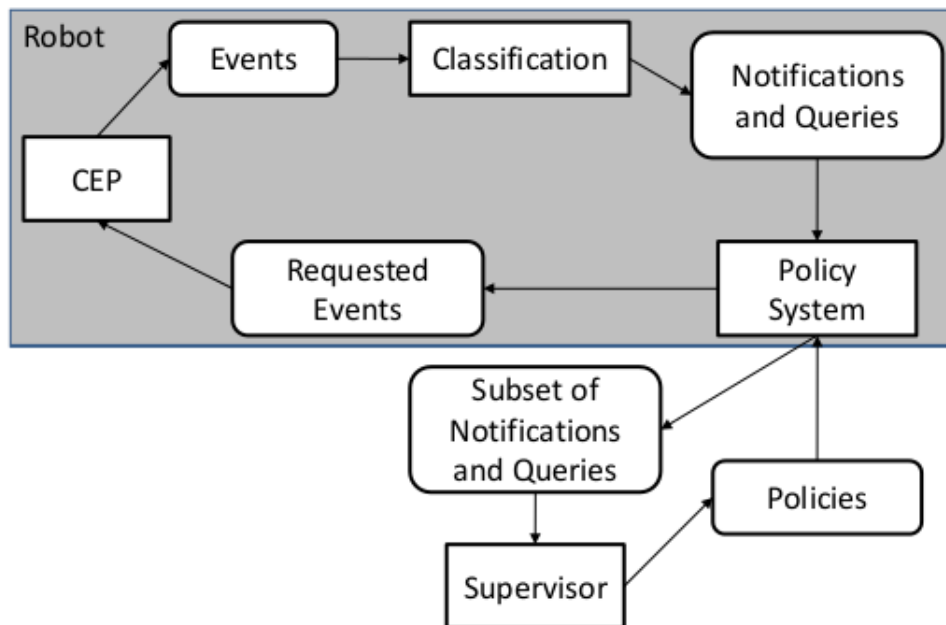 Robot
Events
Classification
Notifications
and Queries
CEP
Requested
Events
Policy
System
Subset of
Notifications
and Queries
Policies
Supervisor